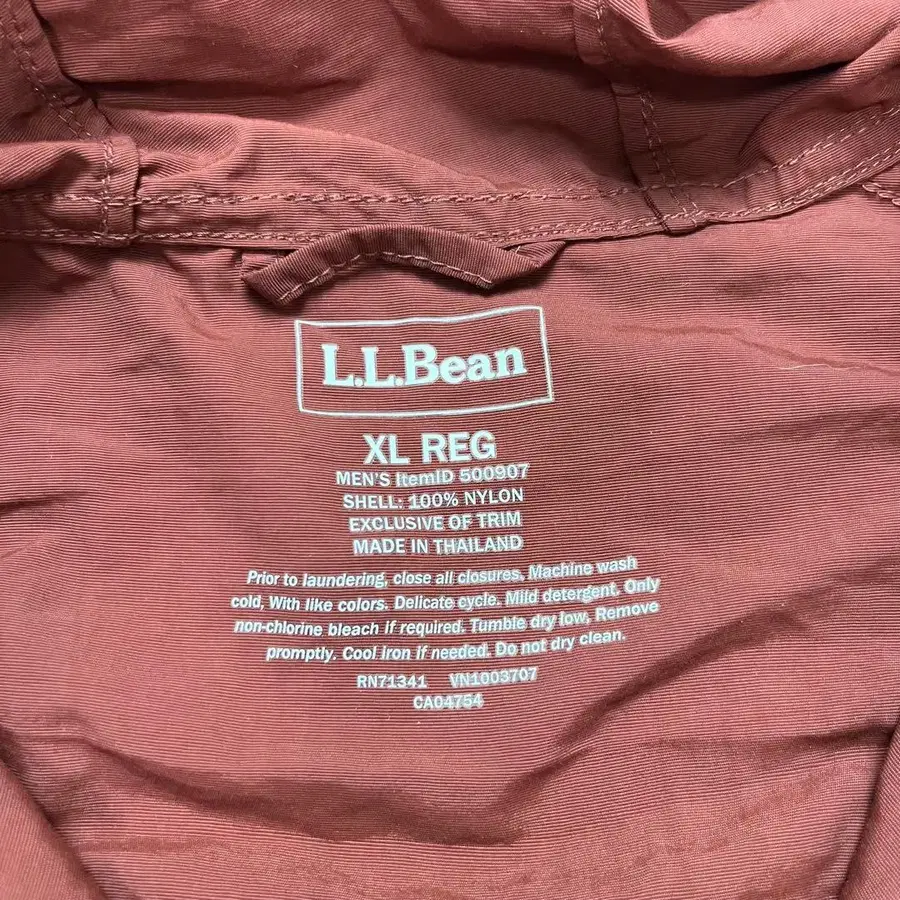 L.L.Bean
XL REG
MEN'S ItemID 500907
SHELL: 100% NYLON
EXCLUSIVE OF TRIM
MADE IN THAILAND
Prior to laundering, close all closures, Machine wash
cold, With like colors. Delicate cycle. Mild detergent. Only
non-chlorine bleach if required. Tumble dry low, Remove
promptly. Cool Iron if needed. Do not dry clean.
RN71341 VN1003707
CA04754